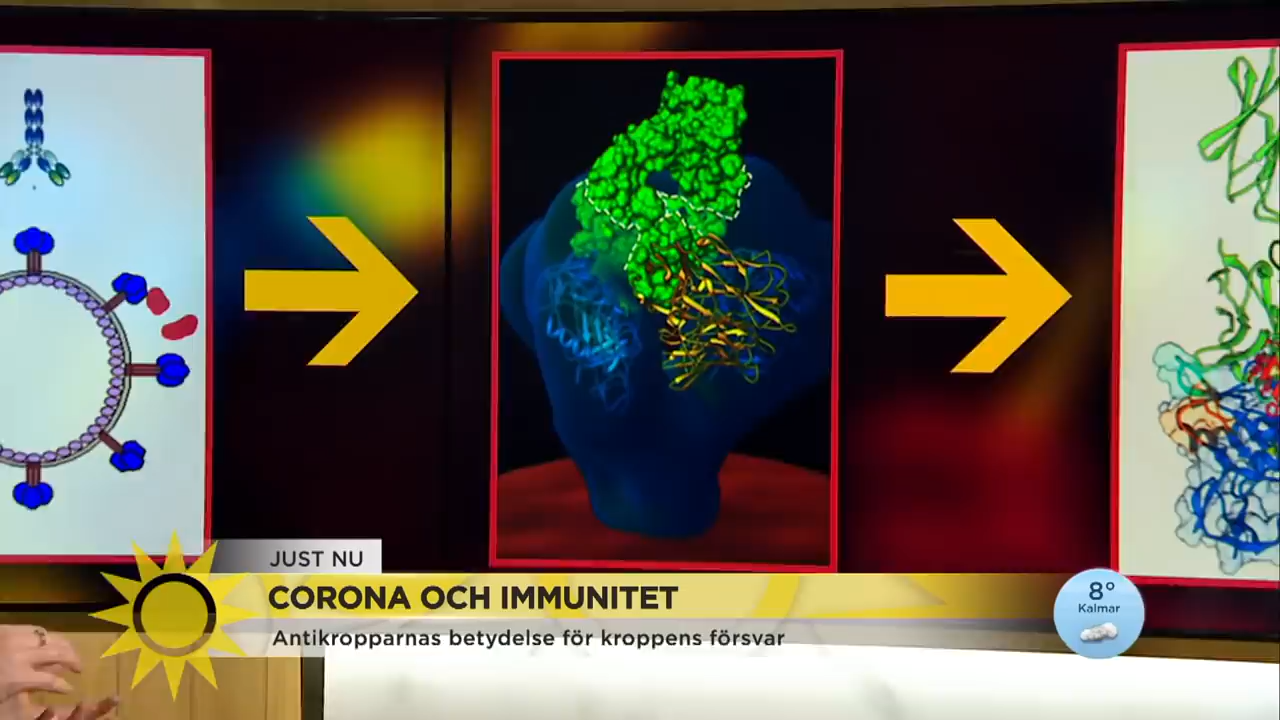 JUST NU
CORONA OCH IMMUNITET
Antikropparnas betydelse för kroppens försvar
8°
Kalmar